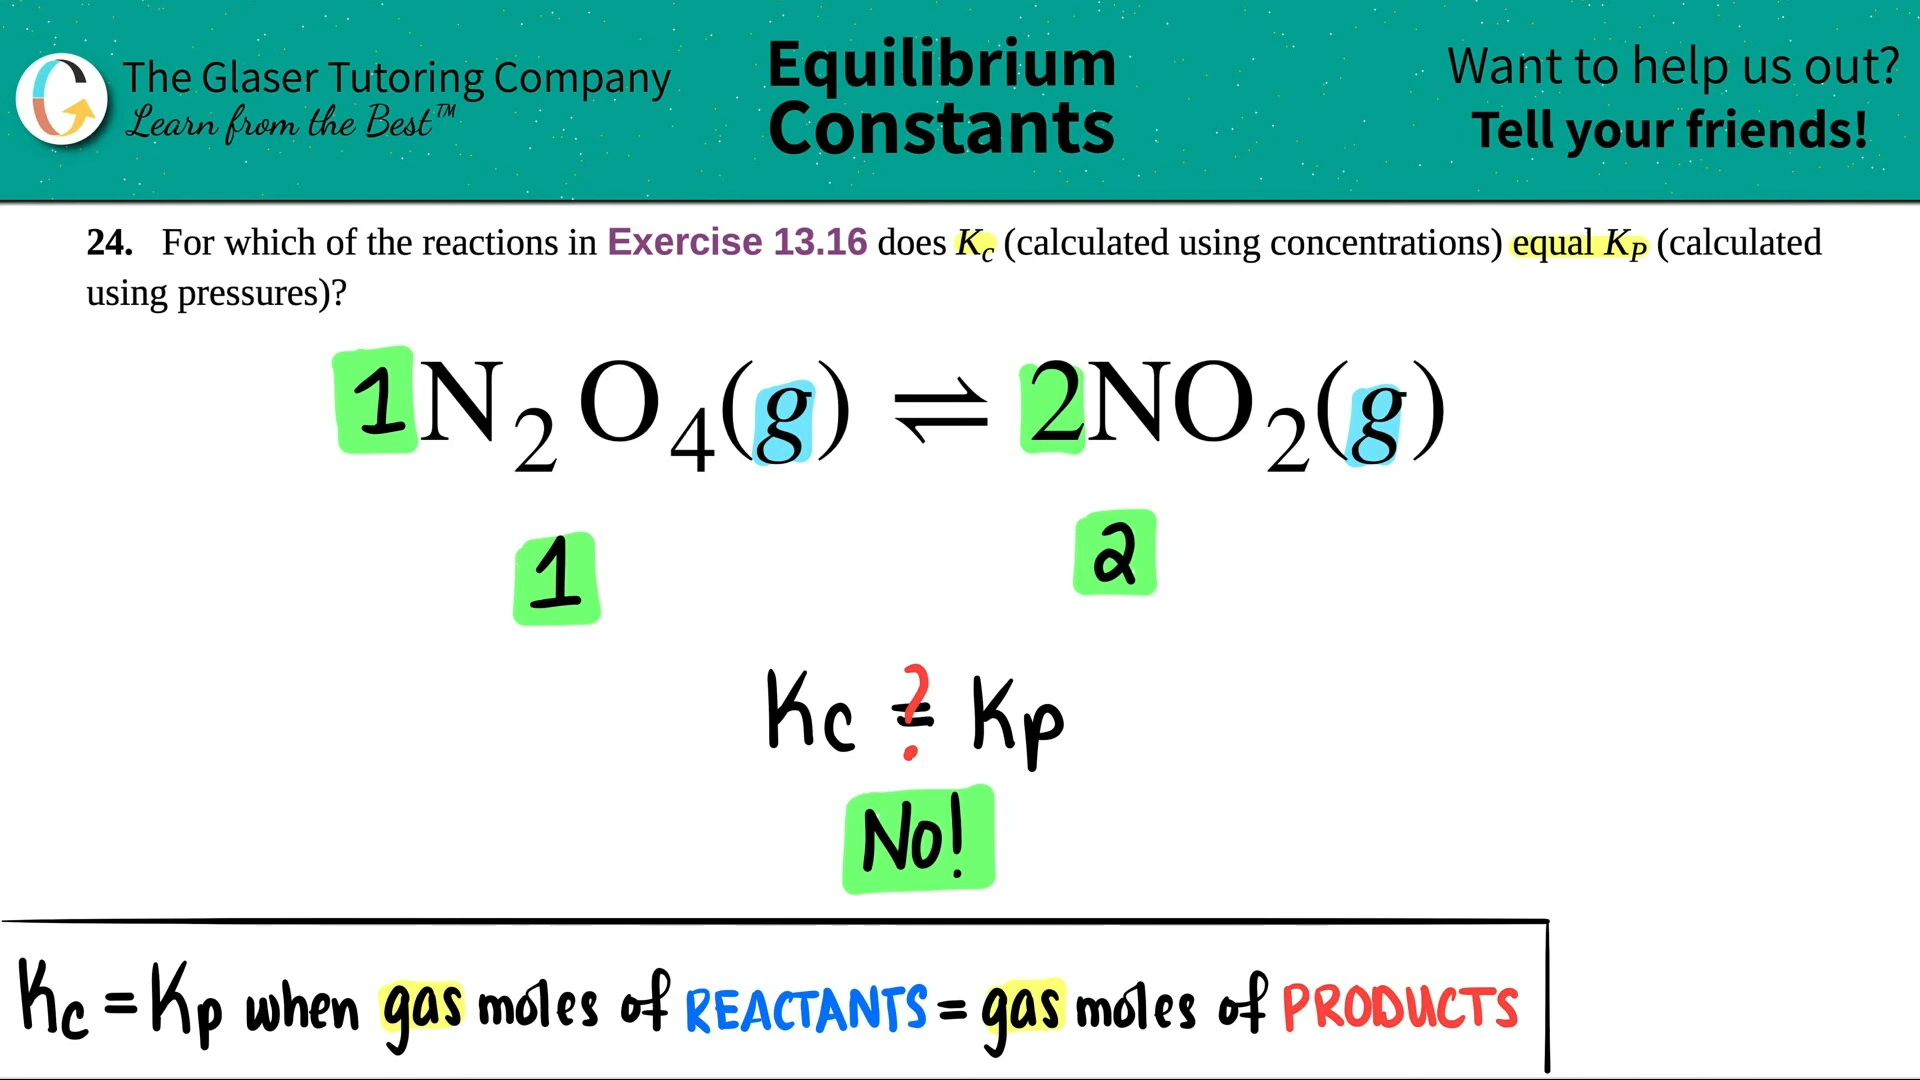 The Glaser Tutoring Company
Learn from the Best™
Equilibrium
Constants
Want to help us out?
Tell your friends!
24. For which of the reactions in Exercise 13.16 does Kc (calculated using concentrations) equal KP (calculated
using pressures)?
1N2O4(g) ⇌ 2NO2(g)
1 2
Kc =? Kp
No!
Kc = Kp when gas moles of REACTANTS = gas moles of PRODUCTS